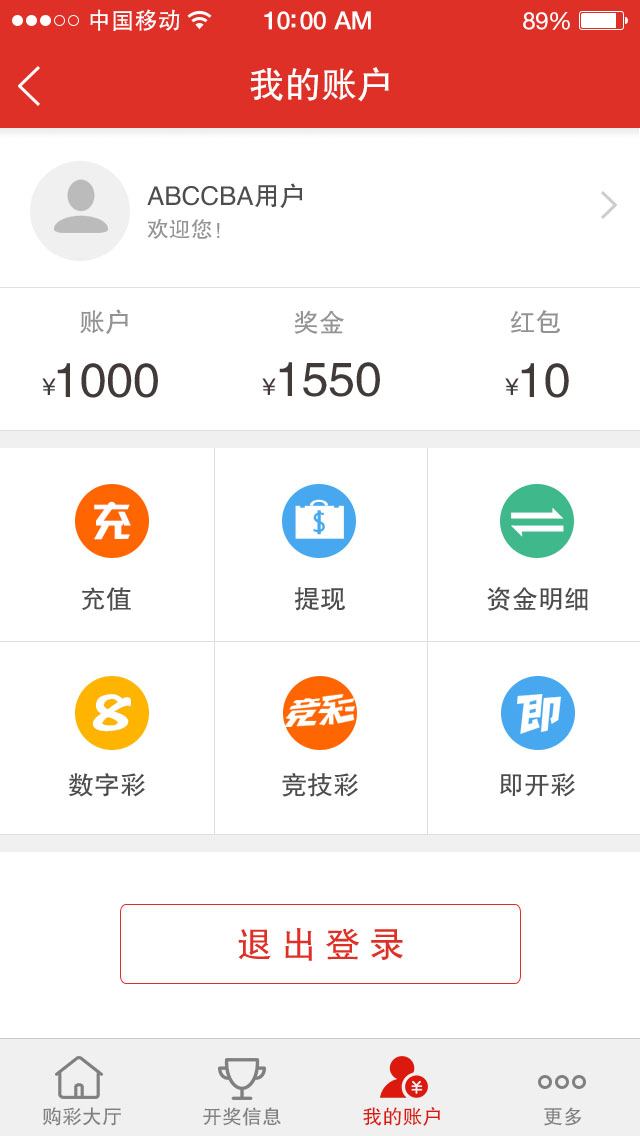 中国移动 10:00 AM 89%
我的账户
ABCCBA用户
欢迎您!
账户 奖金 红包
¥1000 ¥1550 ¥10
充 $
充值 提现 资金明细
8 竞彩 即
数字彩 竞技彩 即开彩
退出登录
¥
购彩大厅 开奖信息 我的账户 更多